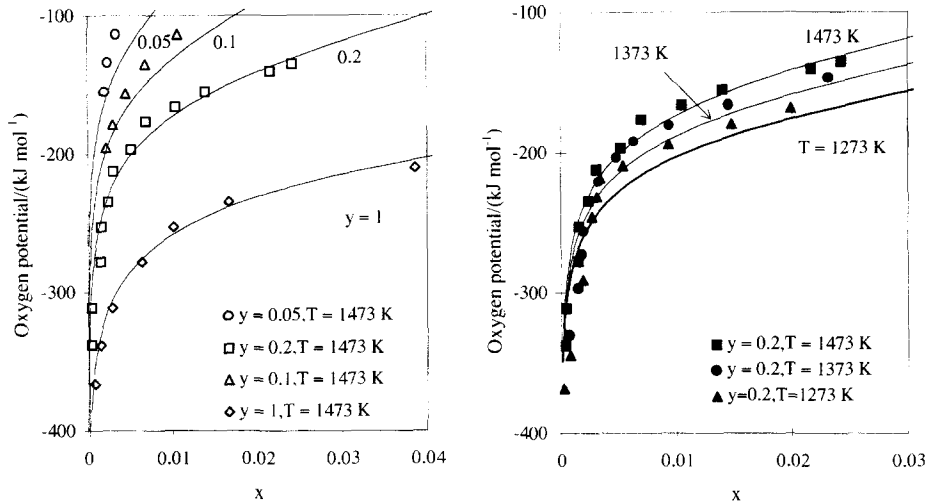 -100
-200
-300
-400
Oxygen potential/(kJ mol⁻¹)
0.05
0.1
0.2
y = 1
y = 0.05,T = 1473 K
y = 0.2,T = 1473 K
y = 0.1,T = 1473 K
y = 1,T = 1473 K
0 0.01 0.02 0.03 0.04
x
-100
-200
-300
-400
Oxygen potential/(kJ mol⁻¹)
1473 K
1373 K
T = 1273 K
y = 0.2,T = 1473 K
y = 0.2,T = 1373 K
y=0.2,T=1273 K
0 0.01 0.02 0.03
x